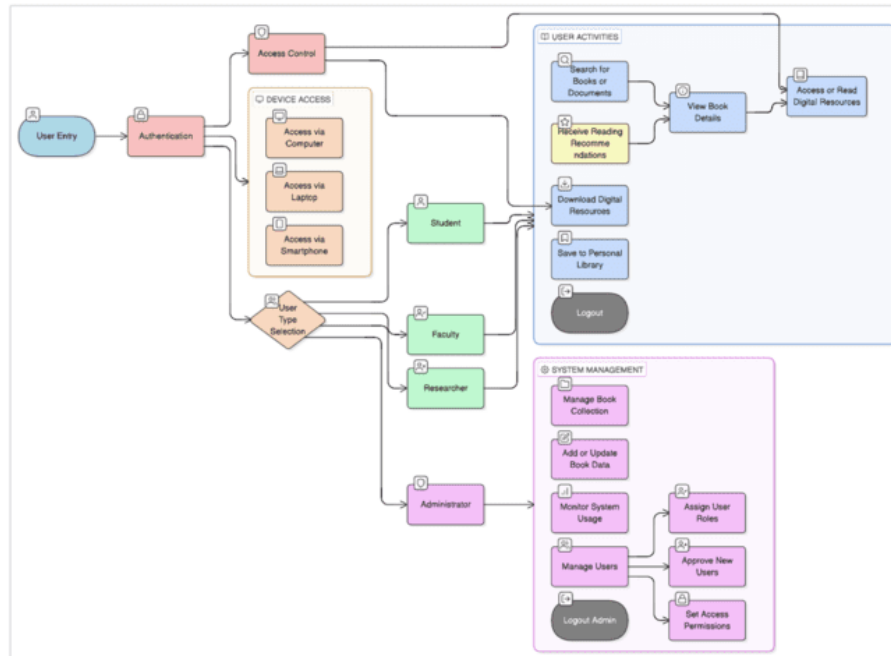 USER ACTIVITIES
Access Control
Search for
Books or
Documents
View Book
Details
Access or Read
Digital Resources
DEVICE ACCESS
User Entry
Authentication
Access via
Computer
Receive Reading
Recomme
ndations
Access via
Laptop
Student
Download Digital
Resources
Access via
Smartphone
Save to Personal
Library
User
Type
Selection
Logout
Faculty
Researcher
SYSTEM MANAGEMENT
Manage Book
Collection
Add or Update
Book Data
Administrator
Monitor System
Usage
Assign User
Roles
Manage Users
Approve New
Users
Logout Admin
Set Access
Permissions